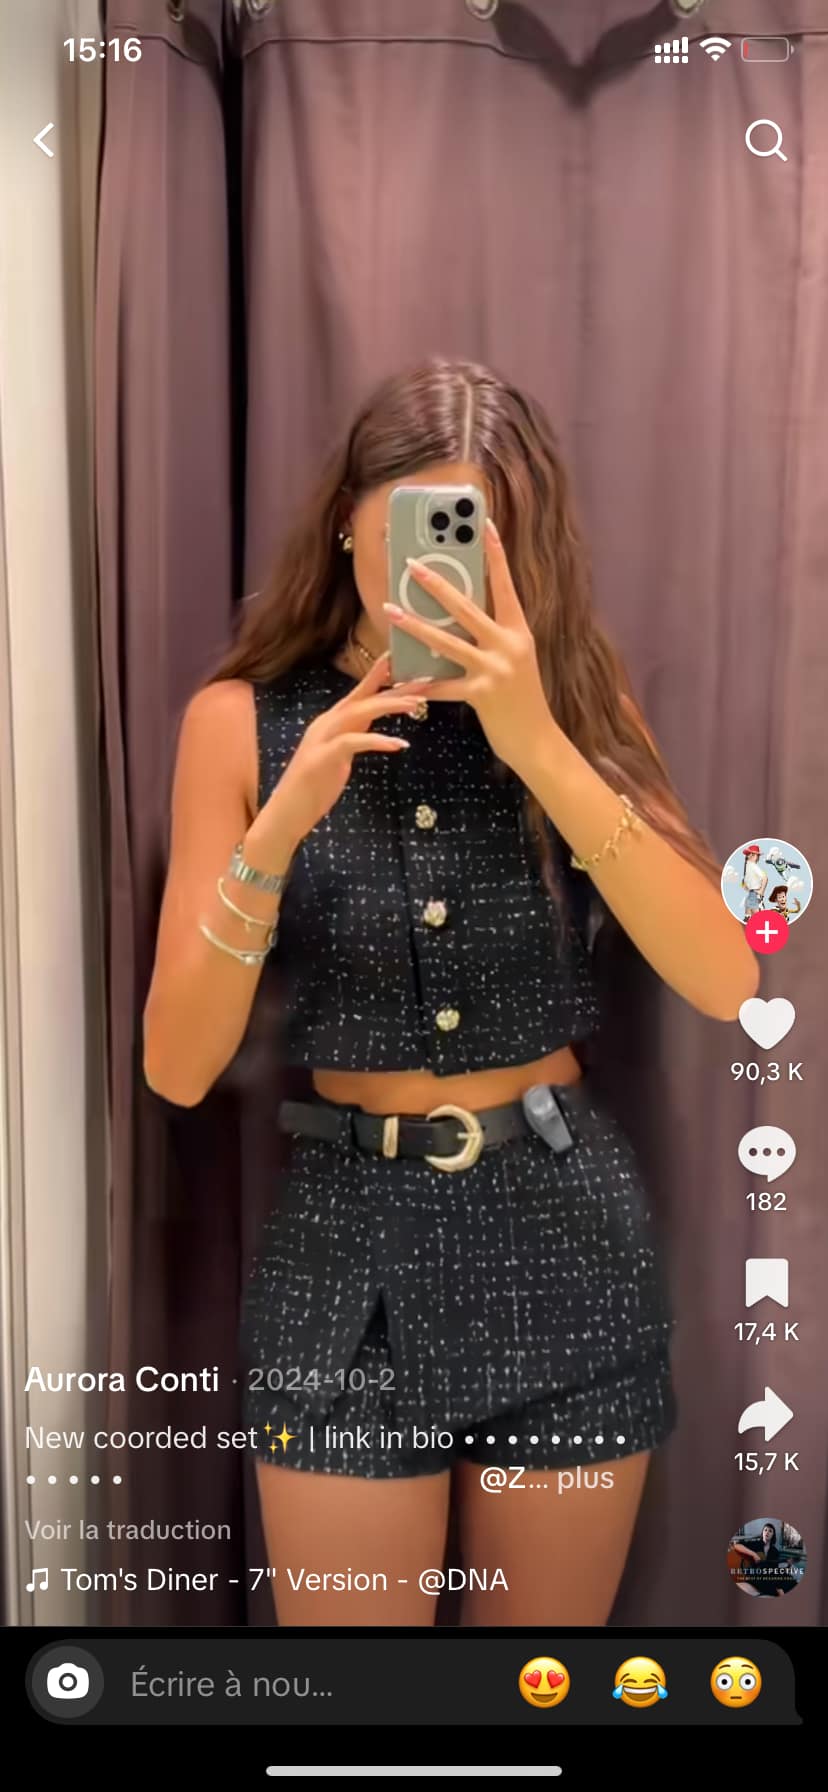 15:16
90,3 K
182
17,4 K
15,7 K
Aurora Conti · 2024-10-2
New coorded set✨ | link in bio • • • • • • • •
• • • • • @Z... plus
Voir la traduction
♫ Tom's Diner - 7" Version - @DNA
RETROSPECTIVE
Écrire à nou...